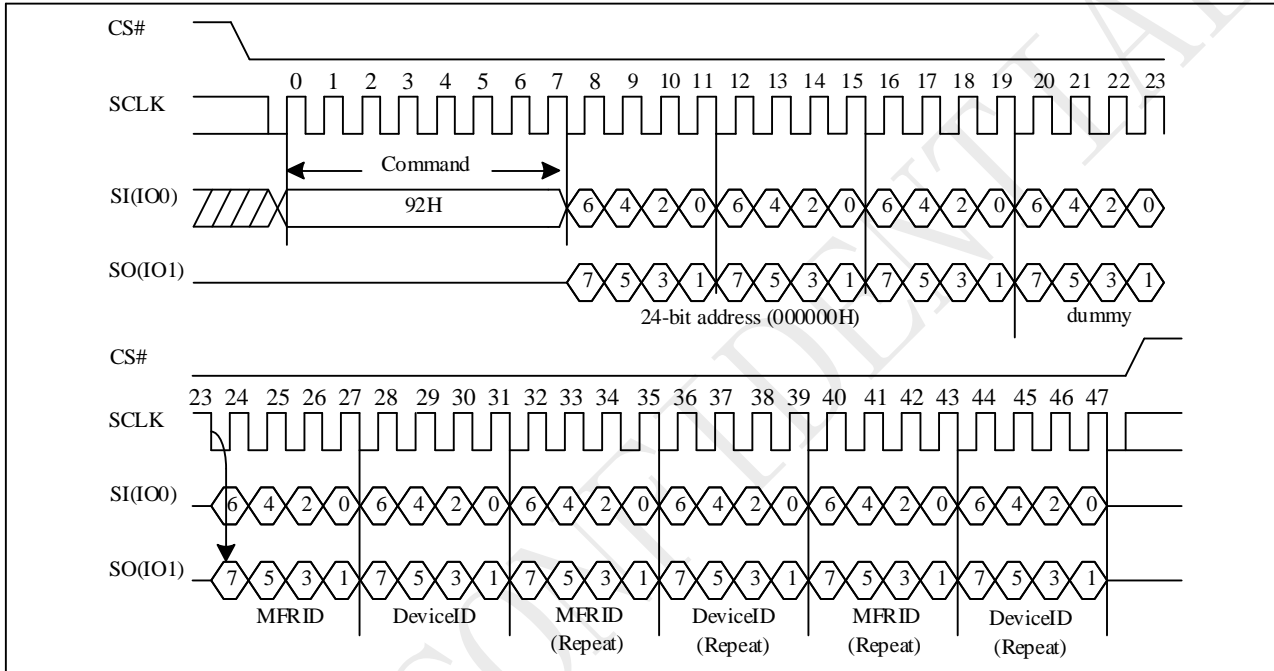 CS#
0 1 2 3 4 5 6 7 8 9 10 11 12 13 14 15 16 17 18 19 20 21 22 23
SCLK
Command
SI(IO0) 92H 6 4 2 0 6 4 2 0 6 4 2 0 6 4 2 0
SO(IO1) 7 5 3 1 7 5 3 1 7 5 3 1 7 5 3 1
24-bit address (000000H) dummy
CS#
23 24 25 26 27 28 29 30 31 32 33 34 35 36 37 38 39 40 41 42 43 44 45 46 47
SCLK
SI(IO0) 6 4 2 0 6 4 2 0 6 4 2 0 6 4 2 0 6 4 2 0 6 4 2 0
SO(IO1) 7 5 3 1 7 5 3 1 7 5 3 1 7 5 3 1 7 5 3 1 7 5 3 1
MFRID DeviceID MFRID DeviceID MFRID DeviceID
(Repeat) (Repeat) (Repeat) (Repeat)
CONFIDENTIAL